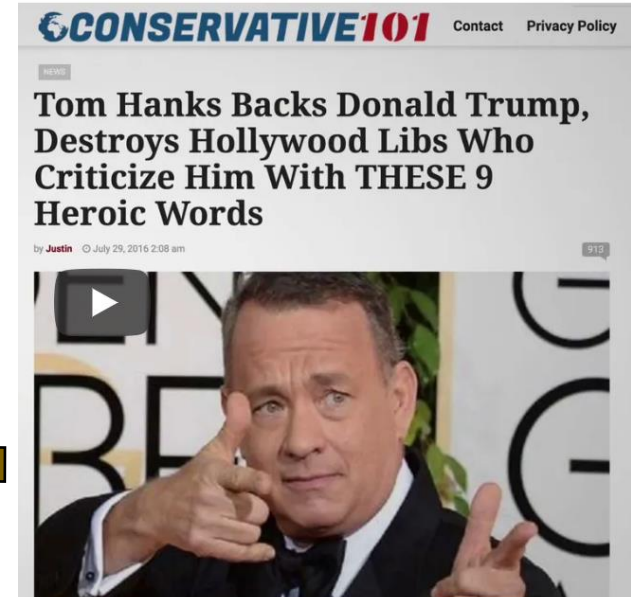 CONSERVATIVE101
Contact Privacy Policy
NEWS
Tom Hanks Backs Donald Trump,
Destroys Hollywood Libs Who
Criticize Him With THESE 9
Heroic Words
by Justin July 29, 2016 2:08 am
913